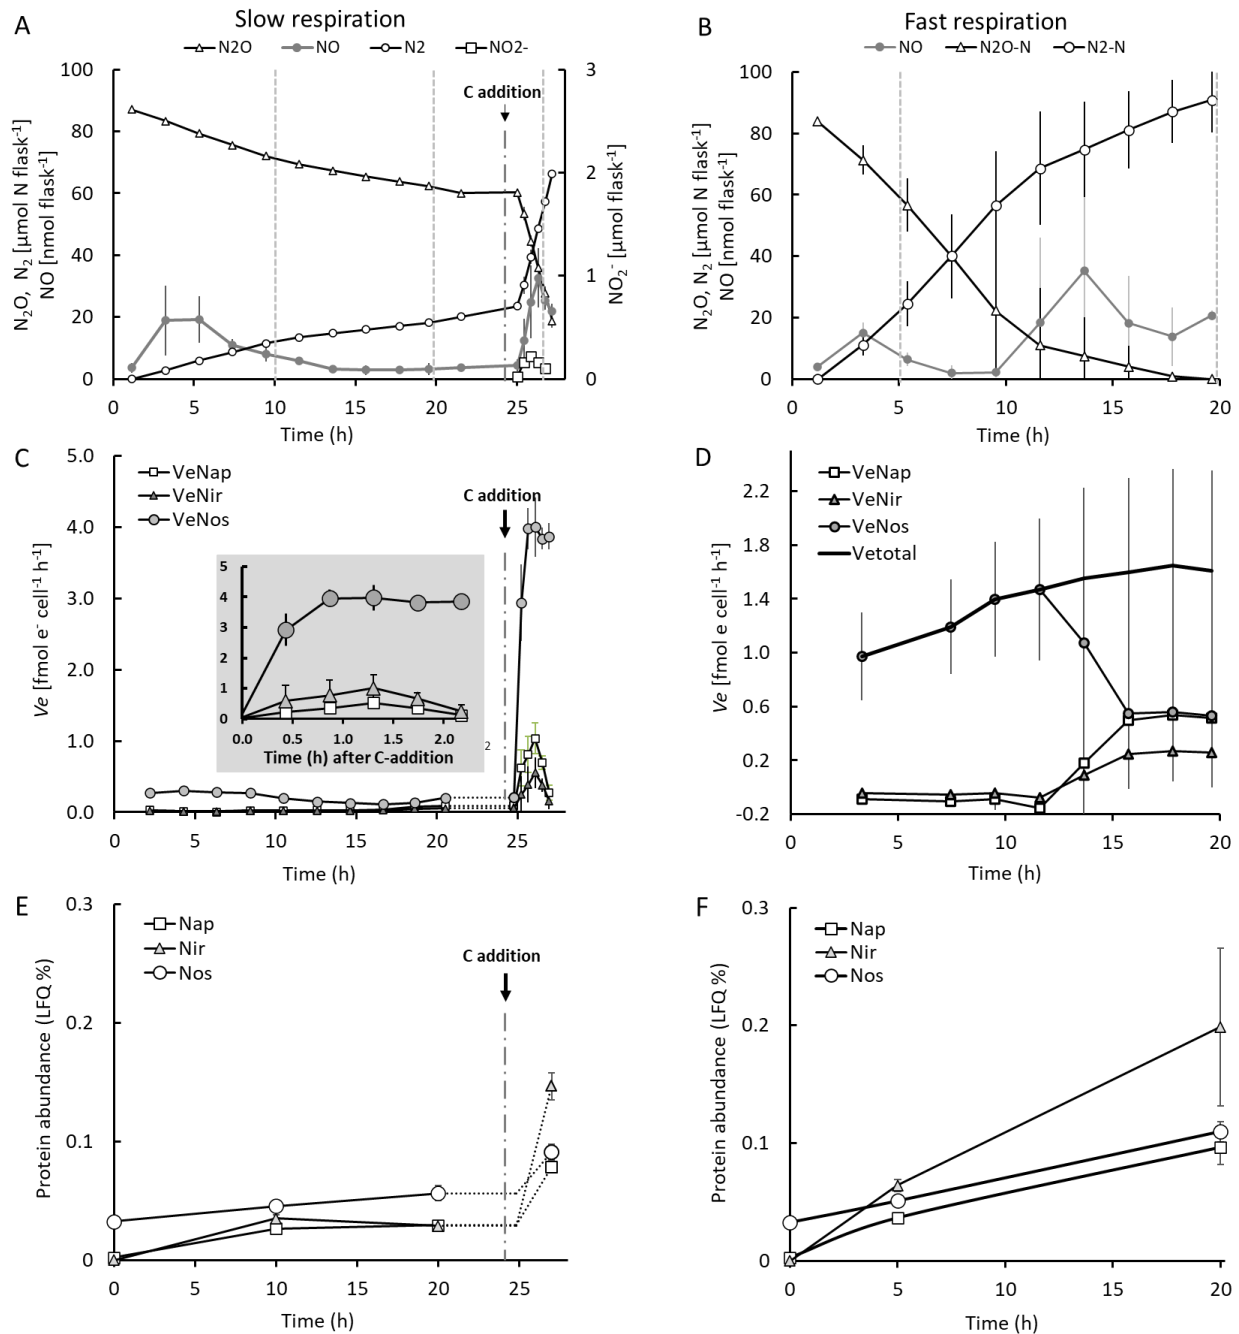 Slow respiration
A
N2O NO N2 NO2-
N₂O, N₂ [µmol N flask⁻¹]
NO [nmol flask⁻¹]
100
80
60
40
20
0
3
2
1
0
NO₂⁻ [µmol flask⁻¹]
C addition
0 5 10 15 20 25
Time (h)
Fast respiration
B
NO N2O-N N2-N
N₂O, N₂ [µmol N flask⁻¹]
NO [nmol flask⁻¹]
100
80
60
40
20
0
0 5 10 15 20
Time (h)
C
VeNap
VeNir
VeNos
Ve [fmol e⁻ cell⁻¹ h⁻¹]
5.0
4.0
3.0
2.0
1.0
0.0
C addition
5
4
3
2
1
0
0.0 0.5 1.0 1.5 2.0
Time (h) after C-addition
2
0 5 10 15 20 25
Time (h)
D
VeNap
VeNir
VeNos
Vetotal
Ve [fmol e cell⁻¹ h⁻¹]
2.2
1.8
1.4
1.0
0.6
0.2
-0.2
0 5 10 15 20
Time (h)
E
Nap
Nir
Nos
Protein abundance (LFQ %)
0.3
0.2
0.1
0
C addition
0 5 10 15 20 25
Time (h)
F
Nap
Nir
Nos
Protein abundance (LFQ %)
0.3
0.2
0.1
0
0 5 10 15 20
Time (h)